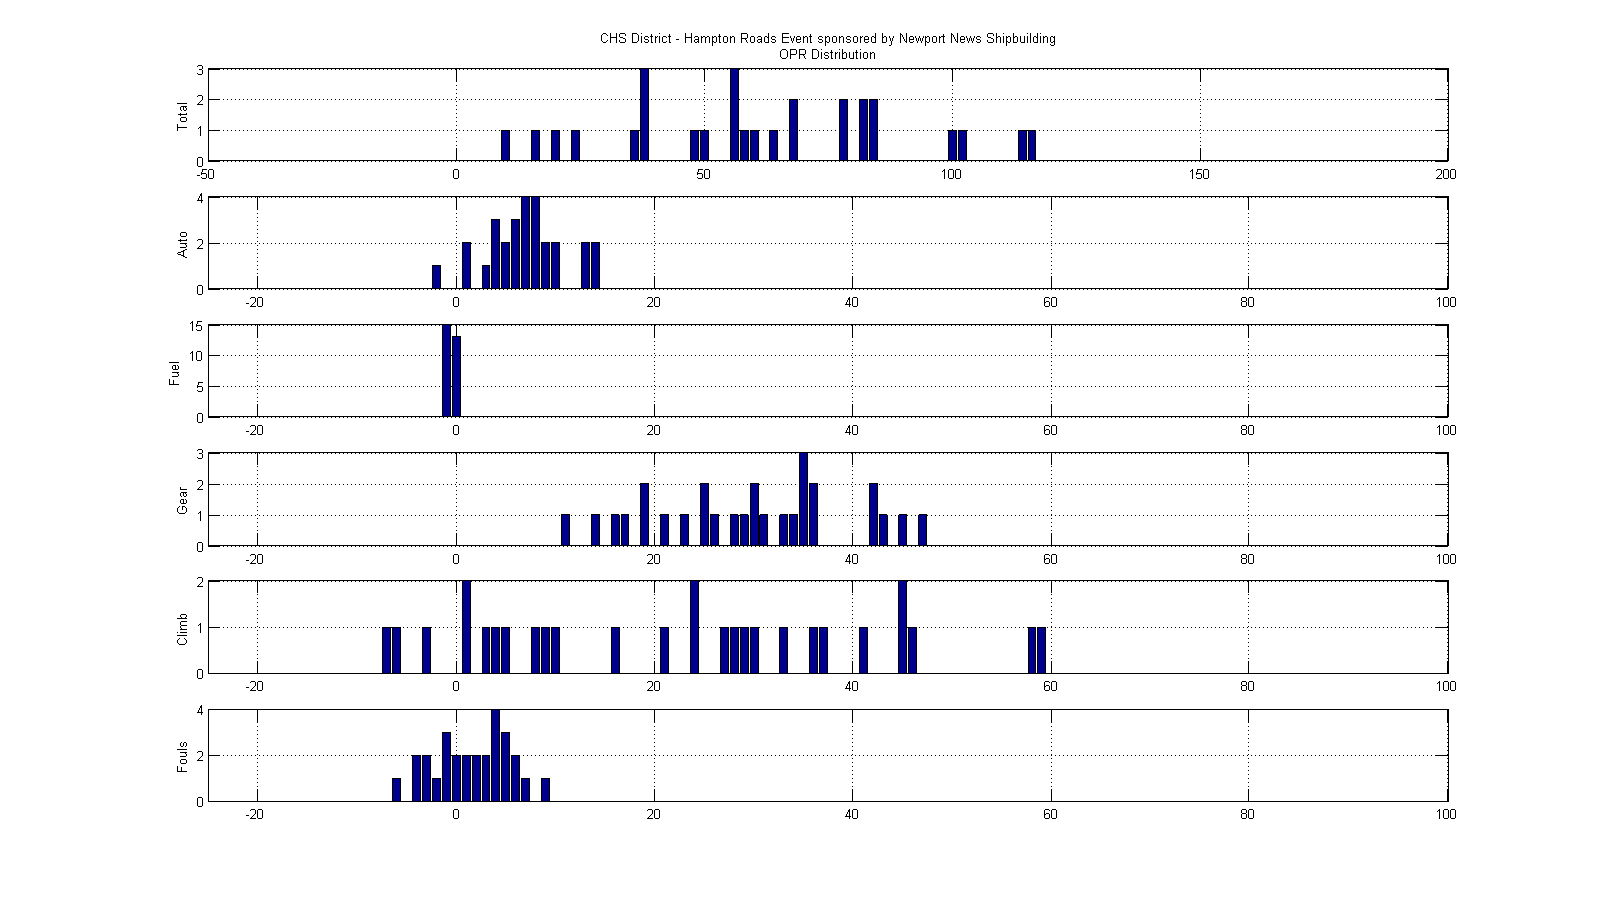 CHS District - Hampton Roads Event sponsored by Newport News Shipbuilding
OPR Distribution
Total
3
2
1
0
-50 0 50 100 150 200
Auto
4
2
0
-20 0 20 40 60 80 100
Fuel
15
10
5
0
-20 0 20 40 60 80 100
Gear
3
2
1
0
-20 0 20 40 60 80 100
Climb
2
1
0
-20 0 20 40 60 80 100
Fouls
4
2
0
-20 0 20 40 60 80 100